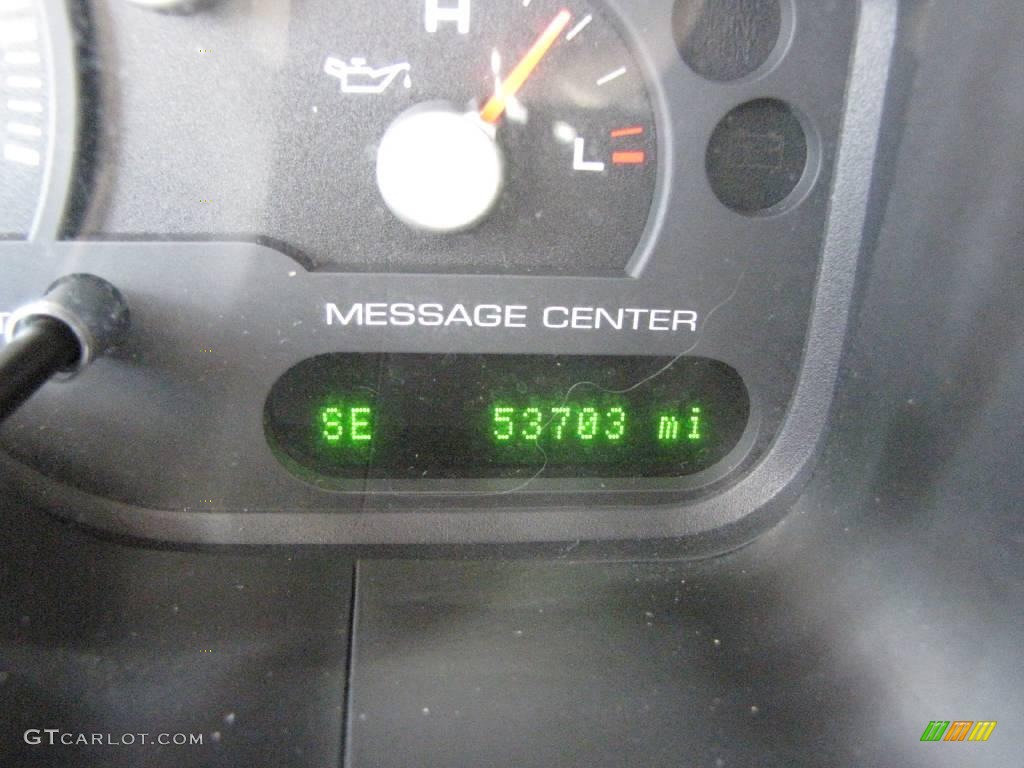 H
L
MESSAGE CENTER
SE 53703 mi
GTCARLOT.COM